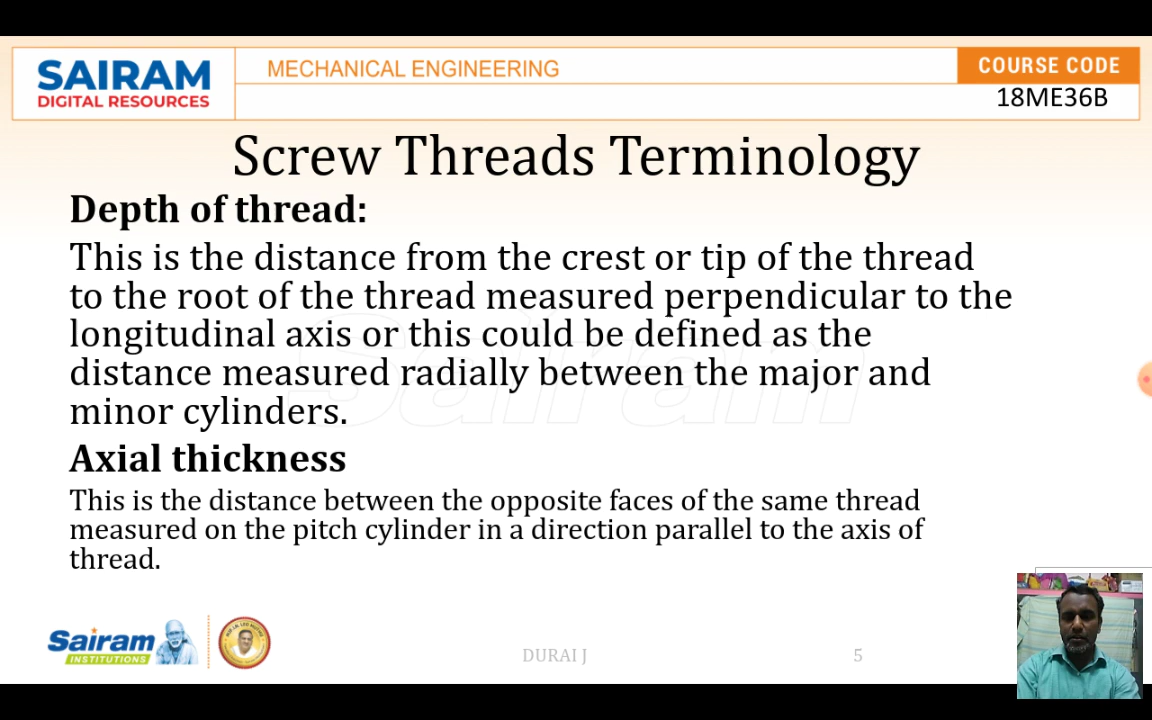 SAIRAM
DIGITAL RESOURCES
MECHANICAL ENGINEERING
COURSE CODE
18ME36B
Screw Threads Terminology
Depth of thread:
This is the distance from the crest or tip of the thread
to the root of the thread measured perpendicular to the
longitudinal axis or this could be defined as the
distance measured radially between the major and
minor cylinders.
Axial thickness
This is the distance between the opposite faces of the same thread
measured on the pitch cylinder in a direction parallel to the axis of
thread.
Sairam
Sairam
INSTITUTIONS
DURAI J
5